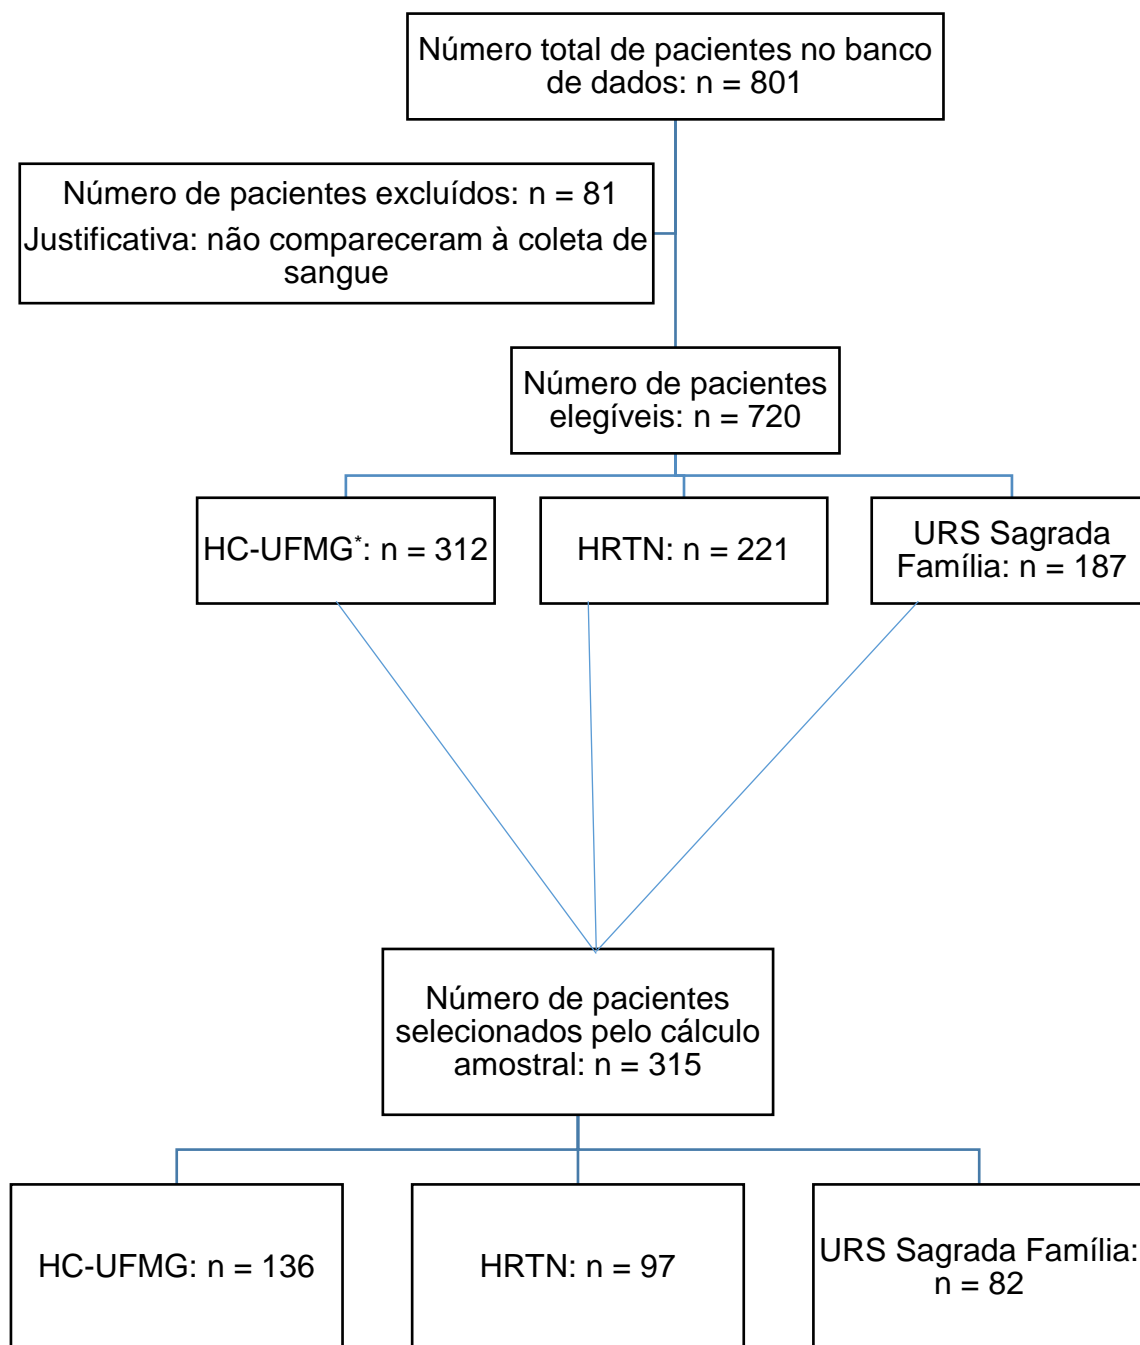 Número total de pacientes no banco
de dados: n = 801
Número de pacientes excluídos: n = 81
Justificativa: não compareceram à coleta de
sangue
Número de pacientes
elegíveis: n = 720
HC-UFMG*: n = 312
HRTN: n = 221
URS Sagrada
Família: n = 187
Número de pacientes
selecionados pelo cálculo
amostral: n = 315
HC-UFMG: n = 136
HRTN: n = 97
URS Sagrada Família:
n = 82